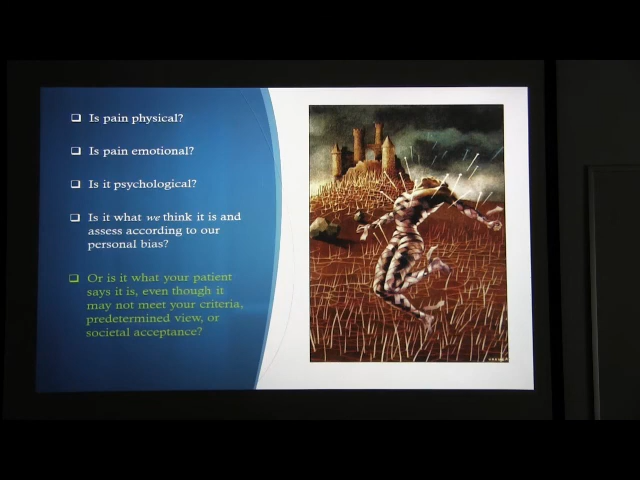 Is pain physical?
Is pain emotional?
Is it psychological?
Is it what we think it is and
assess according to our
personal bias?
Or is it what your patient
says it is, even though it
may not meet your criteria,
predetermined view, or
societal acceptance?